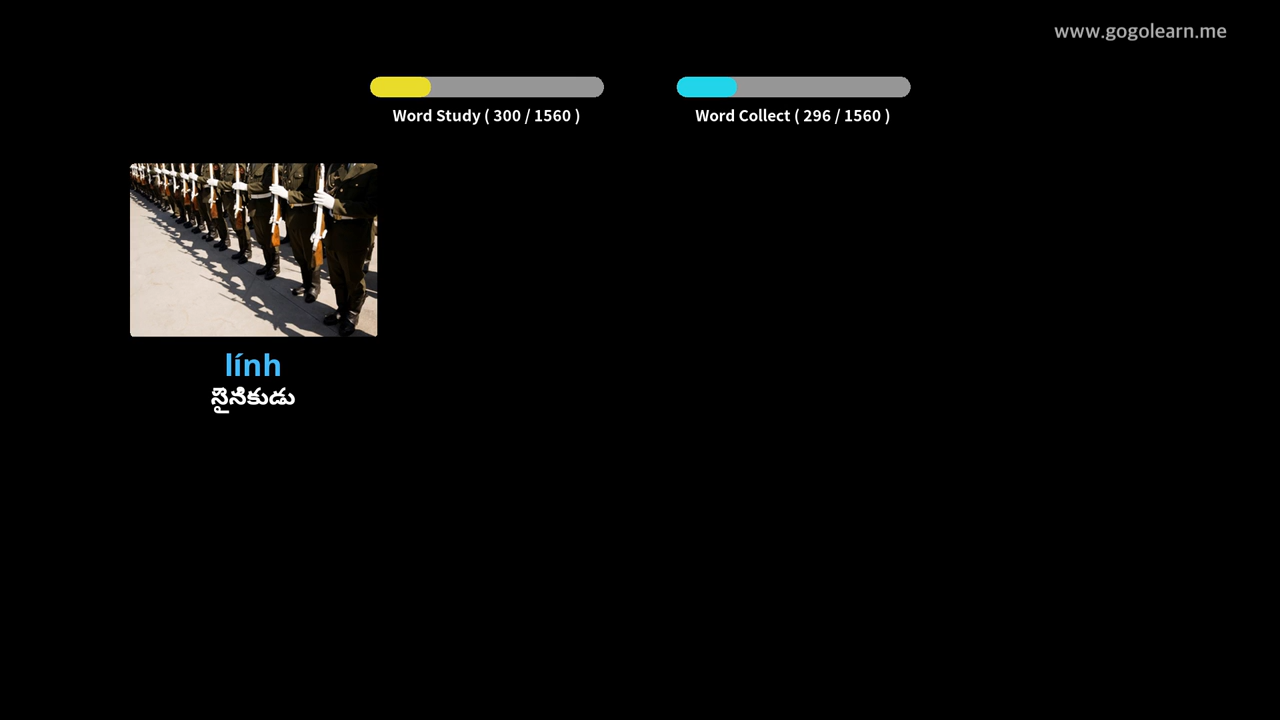 www.gogolearn.me
Word Study ( 300 / 1560 )
Word Collect ( 296 / 1560 )
lính
సైనికుడు